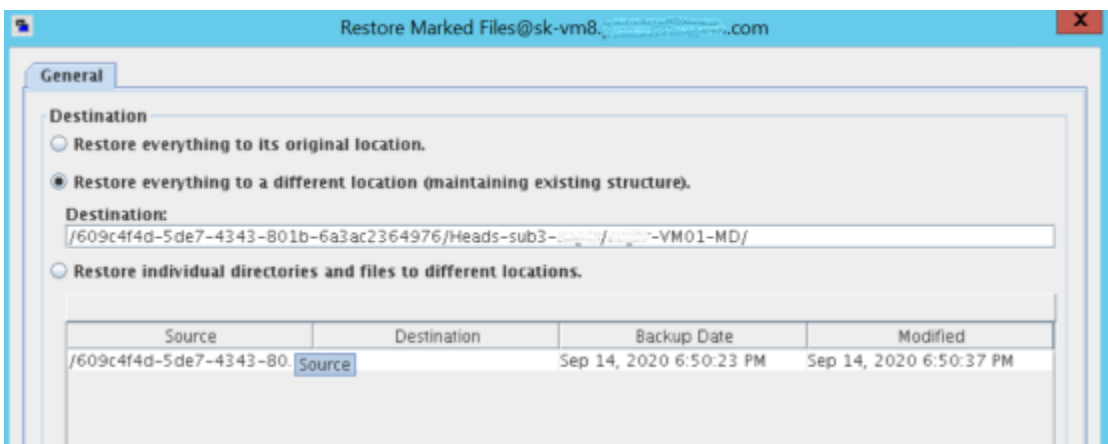 Restore Marked Files@sk-vm8. .com
X
General
Destination
Restore everything to its original location.
Restore everything to a different location (maintaining existing structure).
Destination:
/609c4f4d-5de7-4343-801b-6a3ac2364976/Heads-sub3- / -VM01-MD/
Restore individual directories and files to different locations.
Source Destination Backup Date Modified
/609c4f4d-5de7-4343-80. Source Sep 14, 2020 6:50:23 PM Sep 14, 2020 6:50:37 PM